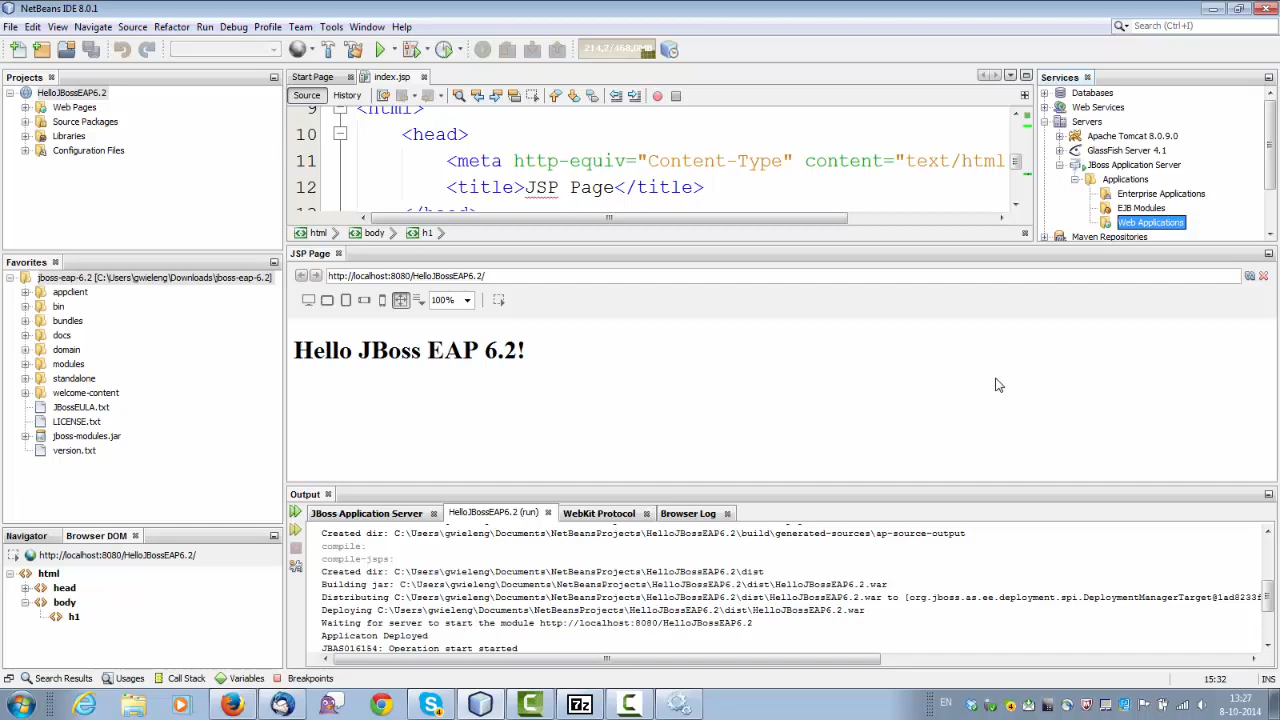 NetBeans IDE 8.0.1
File Edit View Navigate Source Refactor Run Debug Profile Team Tools Window Help
Search (Ctrl+I)
214,2/468,0MB
Projects
HelloJBossEAP6.2
Web Pages
Source Packages
Libraries
Configuration Files
Start Page index.jsp
Source History
9 <html>
10 <head>
11 <meta http-equiv="Content-Type" content="text/html
12 <title>JSP Page</title>
13 </head>
html body h1
Services
Databases
Web Services
Servers
Apache Tomcat 8.0.9.0
GlassFish Server 4.1
JBoss Application Server
Applications
Enterprise Applications
EJB Modules
Web Applications
Maven Repositories
Favorites
jboss-eap-6.2 [C:\Users\gwieleng\Downloads\jboss-eap-6.2]
appclient
bin
bundles
docs
domain
modules
standalone
welcome-content
JBossEULA.txt
LICENSE.txt
jboss-modules.jar
version.txt
JSP Page
http://localhost:8080/HelloJBossEAP6.2/
100%
Hello JBoss EAP 6.2!
Navigator Browser DOM
http://localhost:8080/HelloJBossEAP6.2/
html
head
body
h1
Output
JBoss Application Server HelloJBossEAP6.2 (run) WebKit Protocol Browser Log
Created dir: C:\Users\gwieleng\Documents\NetBeansProjects\HelloJBossEAP6.2\build\generated-sources\ap-source-output
compile:
compile-jsps:
Created dir: C:\Users\gwieleng\Documents\NetBeansProjects\HelloJBossEAP6.2\dist
Building jar: C:\Users\gwieleng\Documents\NetBeansProjects\HelloJBossEAP6.2\dist\HelloJBossEAP6.2.war
Distributing C:\Users\gwieleng\Documents\NetBeansProjects\HelloJBossEAP6.2\dist\HelloJBossEAP6.2.war to [org.jboss.as.ee.deployment.spi.DeploymentManagerTarget@1ad8233f
Deploying C:\Users\gwieleng\Documents\NetBeansProjects\HelloJBossEAP6.2\dist\HelloJBossEAP6.2.war
Waiting for server to start the module http://localhost:8080/HelloJBossEAP6.2
Applicaton Deployed
JBAS016154: Operation start started
Search Results Usages Call Stack Variables Breakpoints
15:32 INS
7z
EN
13:27
8-10-2014